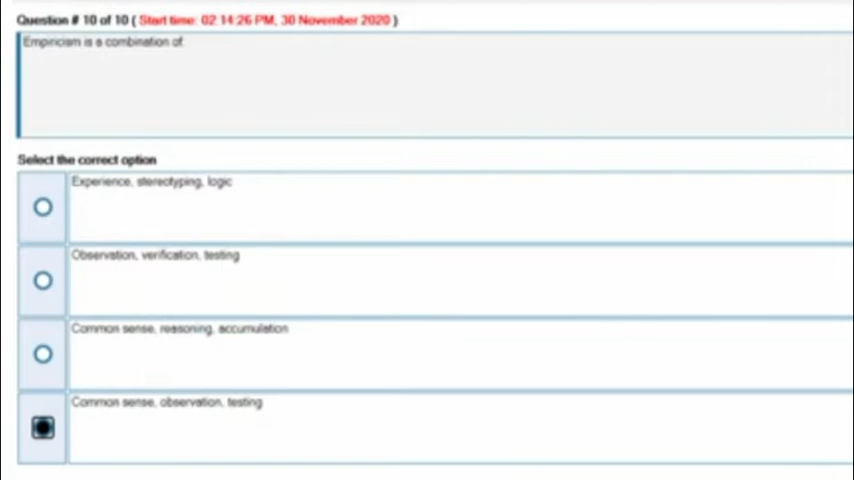 Question # 10 of 10 ( Start time: 02:14:26 PM, 30 November 2020 )
Empiricism is a combination of
Select the correct option
Experience, stereotyping, logic
Observation, verification, testing
Common sense, reasoning, accumulation
Common sense, observation, testing